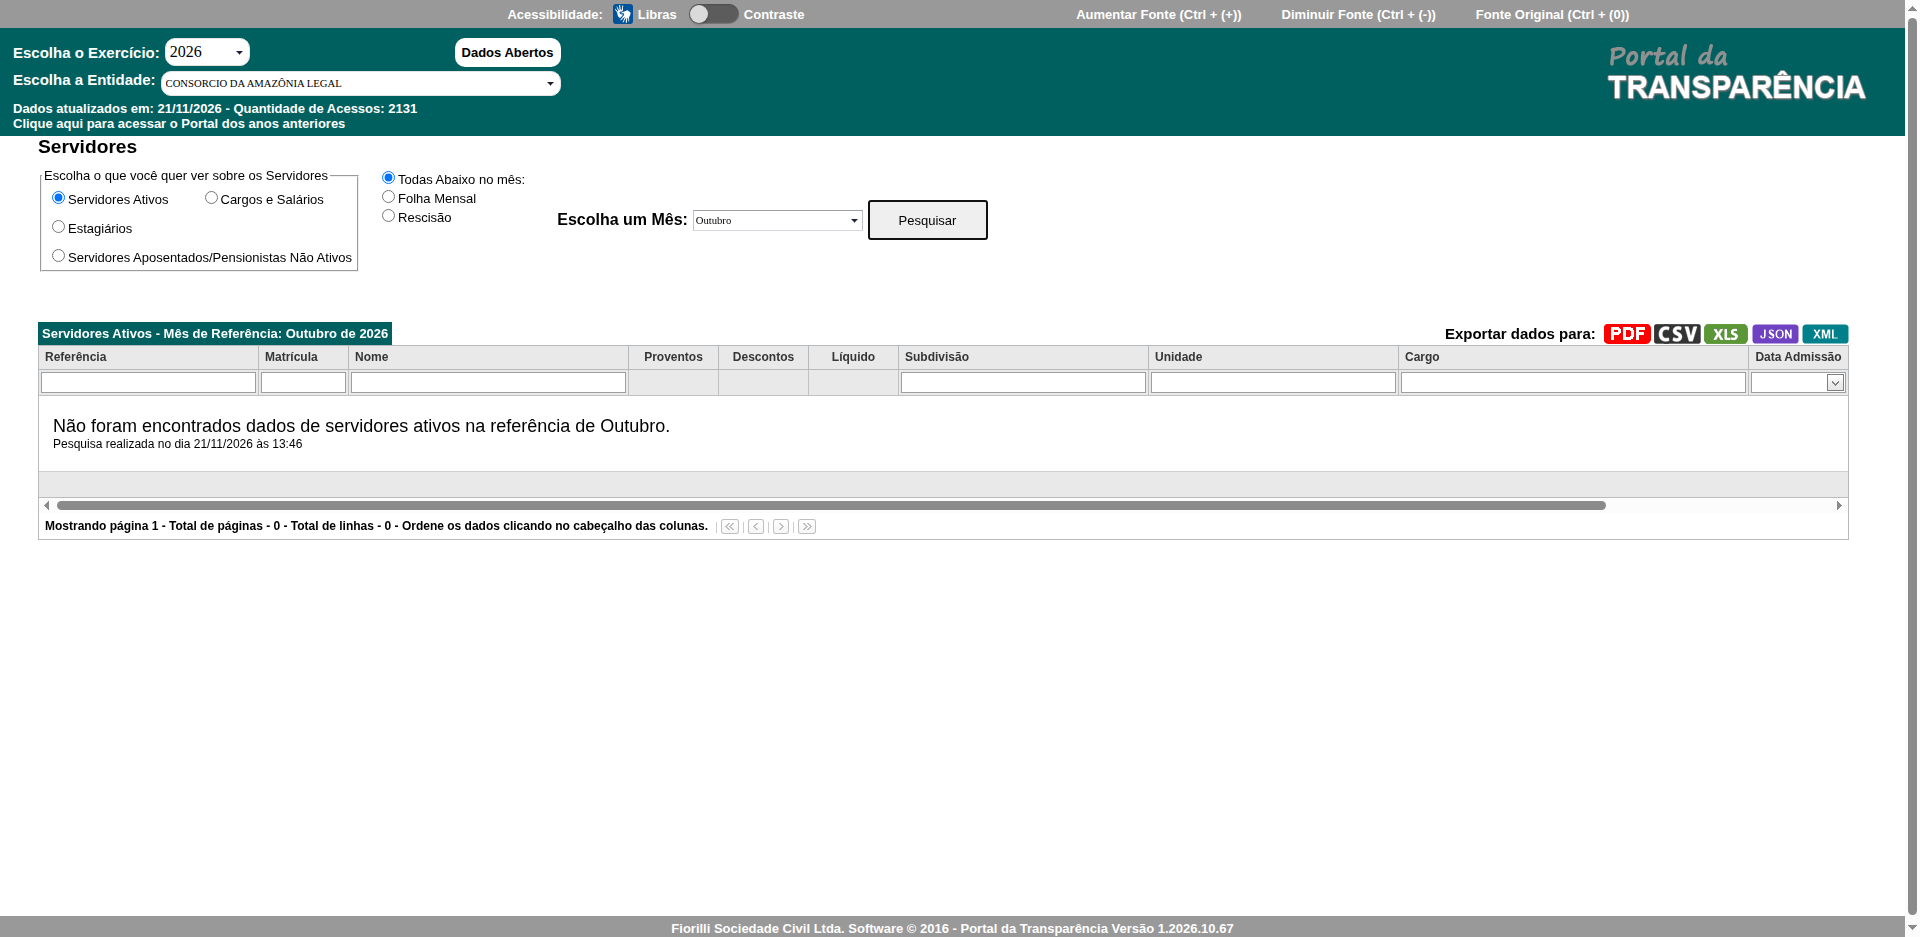 Acessibilidade: Libras Contraste Aumentar Fonte (Ctrl + (+)) Diminuir Fonte (Ctrl + (-)) Fonte Original (Ctrl + (0))
Escolha o Exercício: 2026 Dados Abertos
Escolha a Entidade: CONSORCIO DA AMAZÔNIA LEGAL
Dados atualizados em: 21/11/2026 - Quantidade de Acessos: 2131
Clique aqui para acessar o Portal dos anos anteriores
Portal da
TRANSPARÊNCIA
Servidores
Escolha o que você quer ver sobre os Servidores
Servidores Ativos Cargos e Salários
Estagiários
Servidores Aposentados/Pensionistas Não Ativos
Todas Abaixo no mês:
Folha Mensal
Rescisão
Escolha um Mês: Outubro Pesquisar
Servidores Ativos - Mês de Referência: Outubro de 2026
Exportar dados para: PDF CSV XLS JSON XML
Referência Matrícula Nome Proventos Descontos Líquido Subdivisão Unidade Cargo Data Admissão
Não foram encontrados dados de servidores ativos na referência de Outubro.
Pesquisa realizada no dia 21/11/2026 às 13:46
Mostrando página 1 - Total de páginas - 0 - Total de linhas - 0 - Ordene os dados clicando no cabeçalho das colunas.
Fiorilli Sociedade Civil Ltda. Software © 2016 - Portal da Transparência Versão 1.2026.10.67